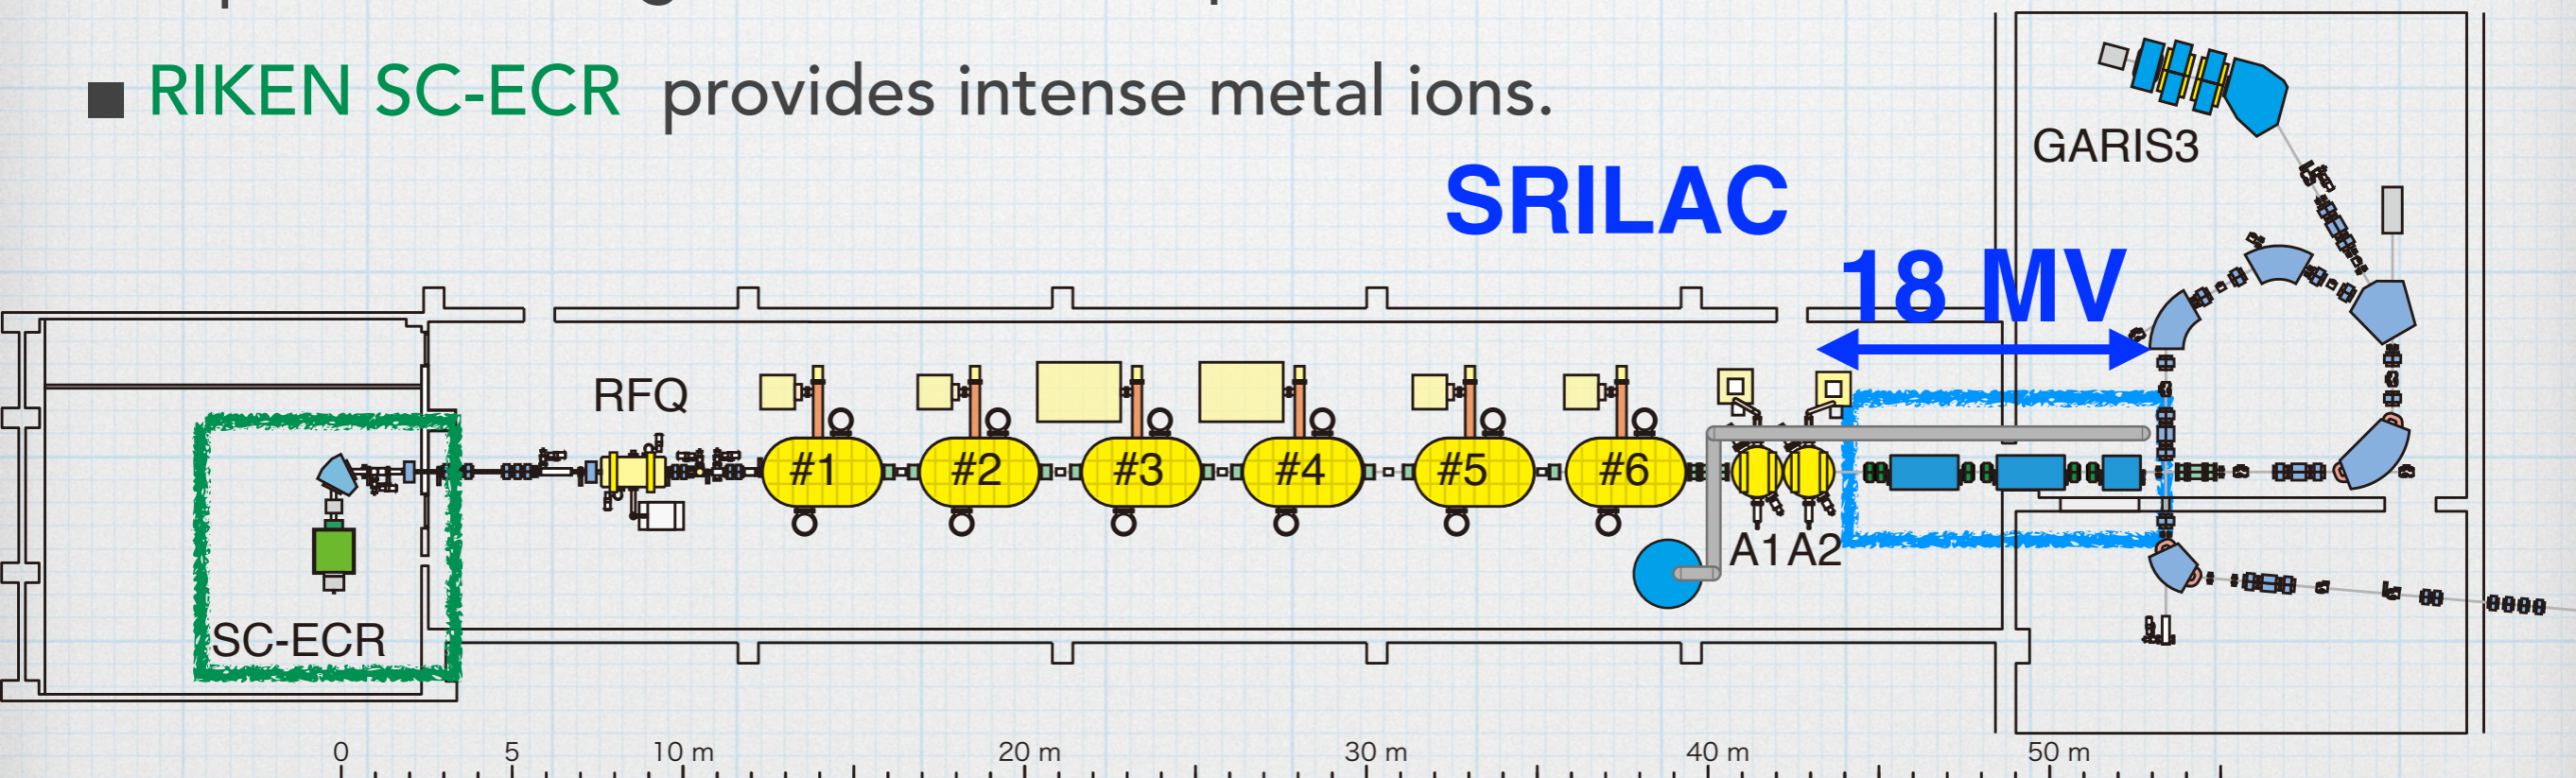 ■ RIKEN SC-ECR provides intense metal ions.
GARIS3
SRILAC
18 MV
RFQ
#1 #2 #3 #4 #5 #6
A1 A2
SC-ECR
0 5 10 m 20 m 30 m 40 m 50 m